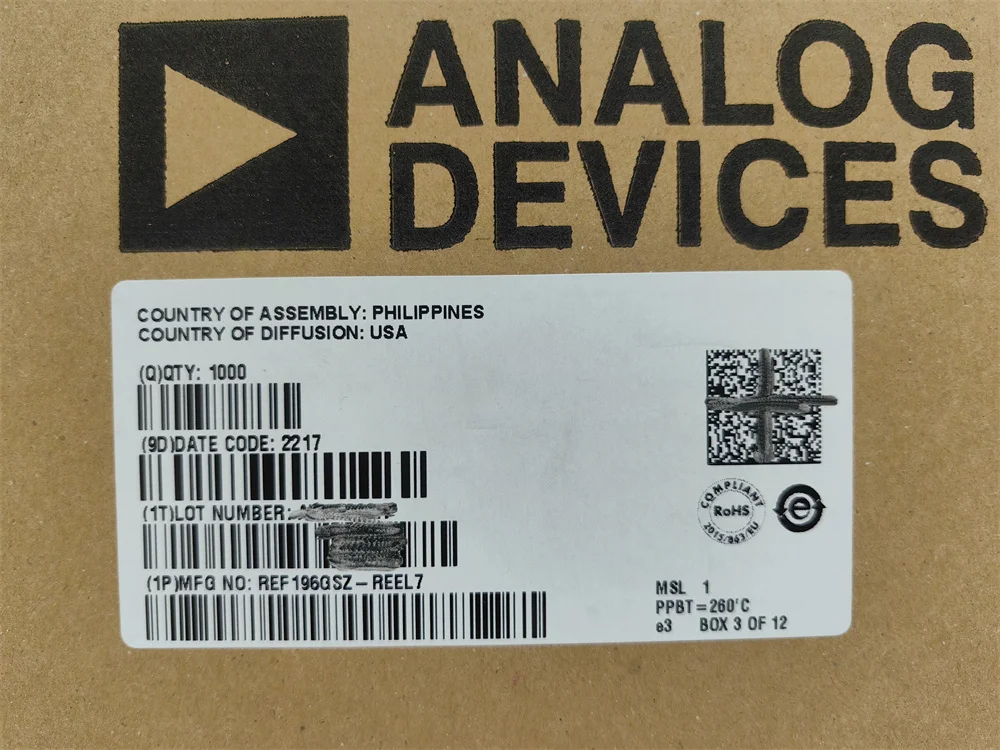 ANALOG
DEVICES
COUNTRY OF ASSEMBLY: PHILIPPINES
COUNTRY OF DIFFUSION: USA
(Q)QTY: 1000
(9D)DATE CODE: 2217
(1T)LOT NUMBER:
(1P)MFG NO: REF196GSZ-REEL7
COMPLIANT
RoHS
2015/863/EU
e
MSL 1
PPBT=260'C
e3 BOX 3 OF 12